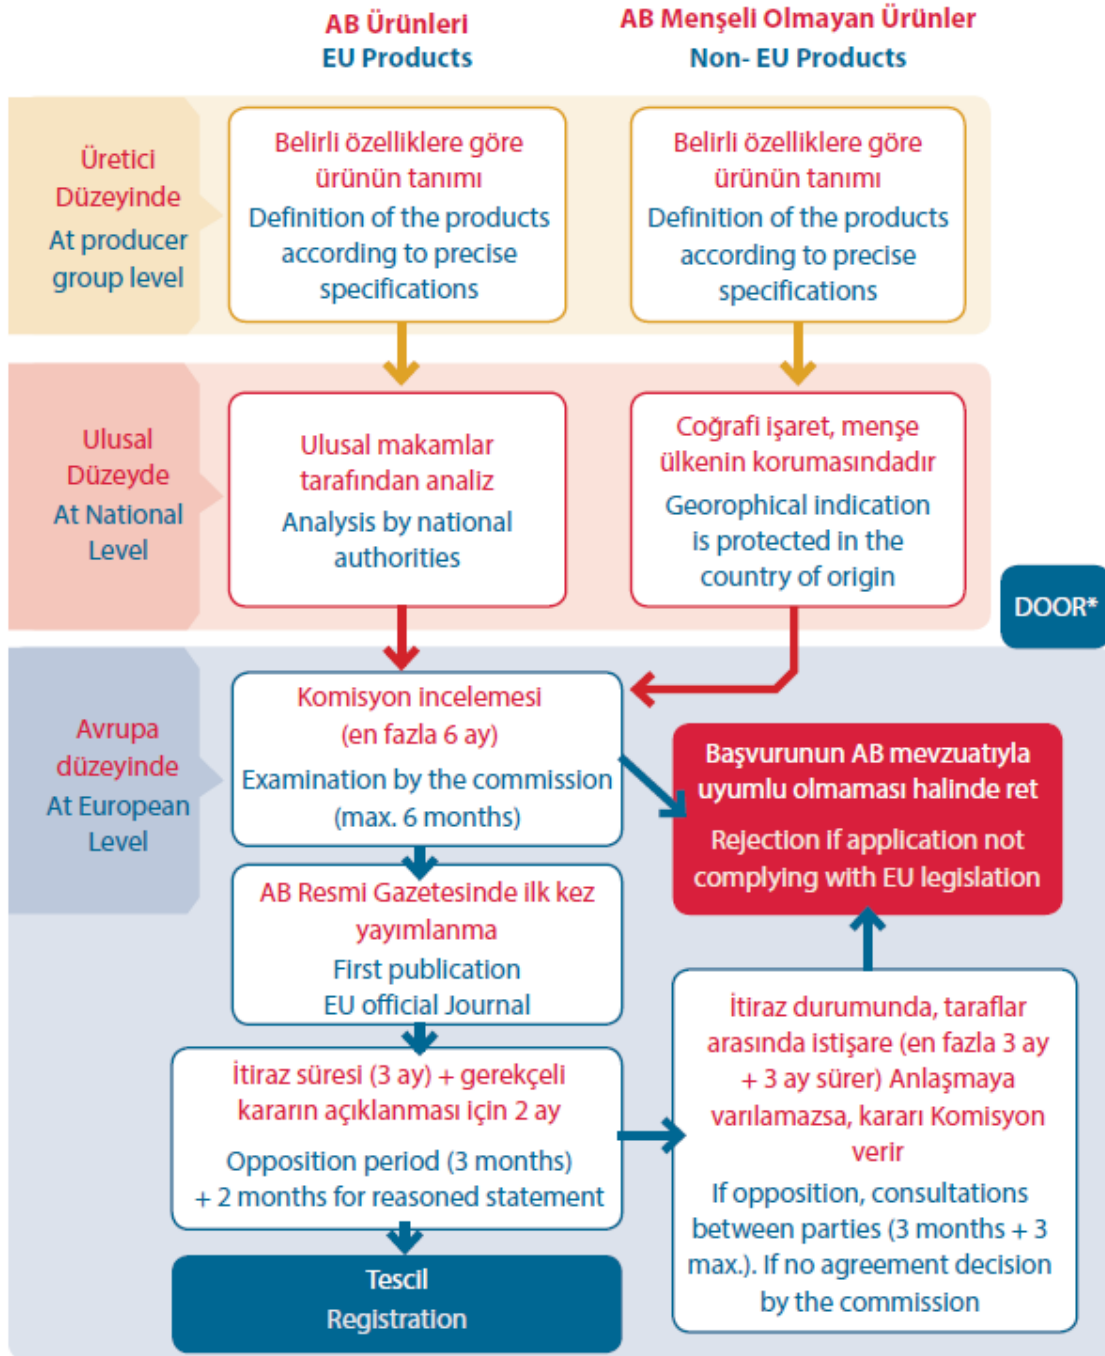 AB Ürünleri
EU Products
AB Menşeli Olmayan Ürünler
Non- EU Products
Üretici
Düzeyinde
At producer
group level
Belirli özelliklere göre
ürünün tanımı
Definition of the products
according to precise
specifications
Belirli özelliklere göre
ürünün tanımı
Definition of the products
according to precise
specifications
Ulusal
Düzeyde
At National
Level
Ulusal makamlar
tarafından analiz
Analysis by national
authorities
Coğrafi işaret, menşe
ülkenin korumasındadır
Georophical indication
is protected in the
country of origin
DOOR*
Avrupa
düzeyinde
At European
Level
Komisyon incelemesi
(en fazla 6 ay)
Examination by the commission
(max. 6 months)
Başvurunun AB mevzuatıyla
uyumlu olmaması halinde ret
Rejection if application not
complying with EU legislation
AB Resmi Gazetesinde ilk kez
yayımlanma
First publication
EU official Journal
İtiraz süresi (3 ay) + gerekçeli
kararın açıklanması için 2 ay
Opposition period (3 months)
+ 2 months for reasoned statement
İtiraz durumunda, taraflar
arasında istişare (en fazla 3 ay
+ 3 ay sürer) Anlaşmaya
varılamazsa, kararı Komisyon
verir
If opposition, consultations
between parties (3 months + 3
max.). If no agreement decision
by the commission
Tescil
Registration